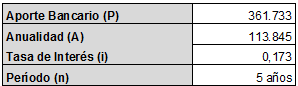 Aporte Bancario (P) 361.733
Anualidad (A) 113.845
Tasa de Interés (i) 0,173
Período (n) 5 años